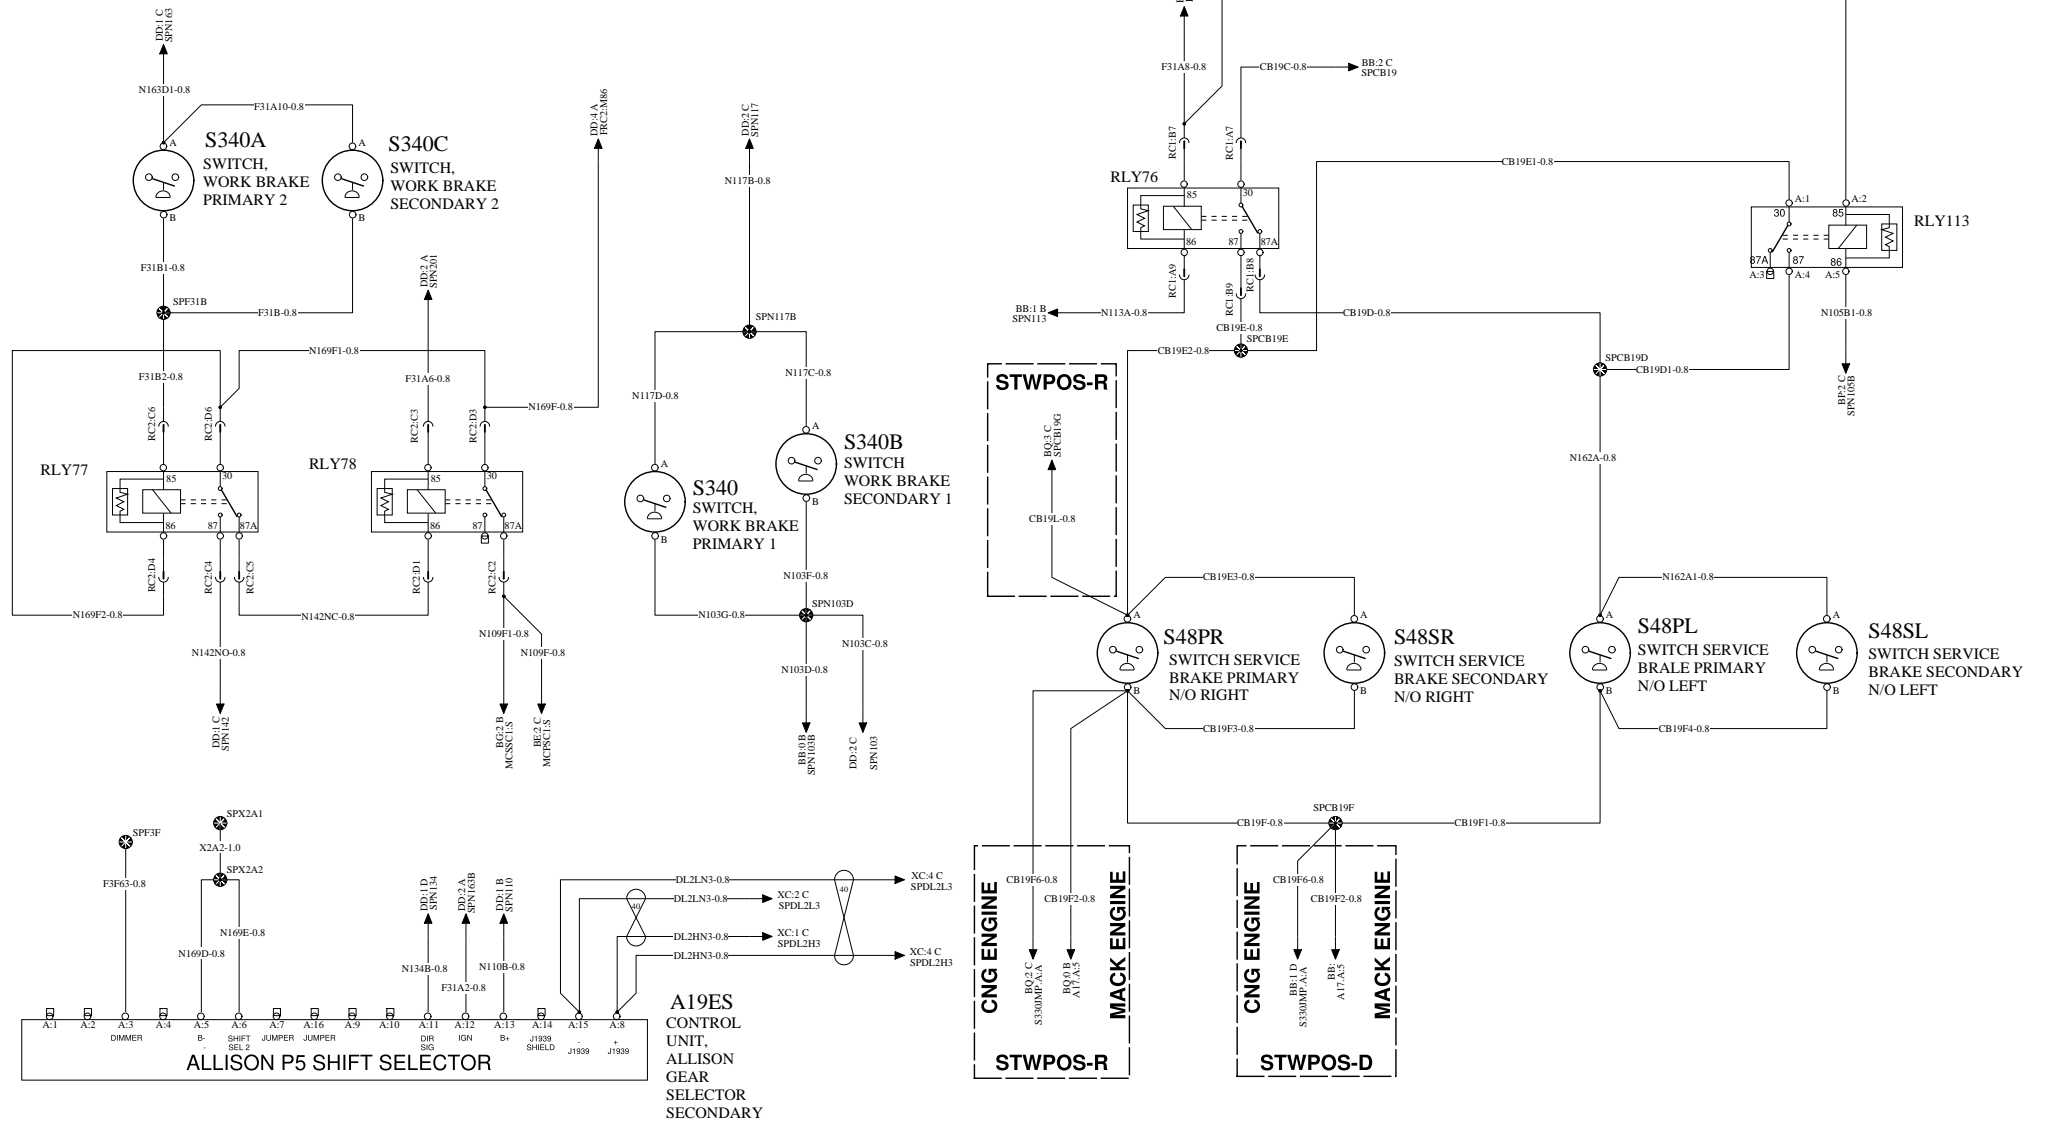 DD:1 C
SPN163
N163D1-0.8
F31A10-0.8
S340A
SWITCH,
WORK BRAKE
PRIMARY 2
A
B
S340C
SWITCH,
WORK BRAKE
SECONDARY 2
A
B
F31B1-0.8
SPF31B
F31B-0.8
DD:2 A
SPN201
DD:4 A
FRC2:M86
N169F1-0.8
F31B2-0.8
F31A6-0.8
N169F-0.8
RC2:C6
RC2:D6
RC2:C3
RC2:D3
RLY77
85
30
86
87
87A
RLY78
85
30
86
87
87A
RC2:D4
RC2:C4
RC2:C5
RC2:D1
RC2:C2
N169F2-0.8
N142NC-0.8
N142NO-0.8
N109F1-0.8
N109F-0.8
DD:1 C
SPN142
BG:2 B
MCSSC1:S
BE:2 C
MCPSC1:S
DD:2 C
SPN117
N117B-0.8
SPN117B
N117D-0.8
N117C-0.8
A
S340
SWITCH,
WORK BRAKE
PRIMARY 1
B
A
S340B
SWITCH
WORK BRAKE
SECONDARY 1
B
N103F-0.8
N103G-0.8
SPN103D
N103C-0.8
N103D-0.8
BB:0 B
SPN103B
DD:2 C
SPN103
F31A8-0.8
CB19C-0.8
BB:2 C
SPCB19
RC1:B7
RC1:A7
RLY76
85
30
86
87
87A
RC1:A9
RC1:B9
RC1:B8
BB:1 B
SPN113
N113A-0.8
CB19E-0.8
SPCB19E
CB19E2-0.8
CB19D-0.8
CB19E1-0.8
A:1
A:2
30
85
RLY113
87A
87
86
A:3
A:4
A:5
N105B1-0.8
BP:2 C
SPN105B
SPCB19D
CB19D1-0.8
N162A-0.8
STWPOS-R
BQ:3 C
SPCB19G
CB19L-0.8
CB19E3-0.8
N162A1-0.8
A
S48PR
SWITCH SERVICE
BRAKE PRIMARY
N/O RIGHT
B
A
S48SR
SWITCH SERVICE
BRAKE SECONDARY
N/O RIGHT
B
A
S48PL
SWITCH SERVICE
BRALE PRIMARY
N/O LEFT
B
A
S48SL
SWITCH SERVICE
BRAKE SECONDARY
N/O LEFT
B
CB19F3-0.8
CB19F4-0.8
SPCB19F
CB19F-0.8
CB19F1-0.8
CNG ENGINE
CB19F6-0.8
CB19F2-0.8
BQ:2 C
S330JMP.A:A
BQ:0 B
A17.A:5
MACK ENGINE
STWPOS-R
CNG ENGINE
CB19F6-0.8
CB19F2-0.8
BB:1 D
S330JMP.A:A
BB:
A17.A:5
MACK ENGINE
STWPOS-D
SPF3F
SPX2A1
X2A2-1.0
SPX2A2
F3F63-0.8
N169D-0.8
N169E-0.8
DD:1 D
SPN134
DD:2 A
SPN163B
DD:1 B
SPN110
N134B-0.8
F31A2-0.8
N110B-0.8
DL2LN3-0.8
XC:4 C
SPDL2L3
DL2LN3-0.8
XC:2 C
SPDL2L3
40
40
DL2HN3-0.8
XC:1 C
SPDL2H3
DL2HN3-0.8
XC:4 C
SPDL2H3
A:1
A:2
A:3
A:4
A:5
A:6
A:7
A:16
A:9
A:10
A:11
A:12
A:13
A:14
A:15
A:8
DIMMER
B-
-
SHIFT
SEL 2
JUMPER
JUMPER
DIR
SIG
IGN
B+
J1939
SHIELD
-
J1939
+
J1939
ALLISON P5 SHIFT SELECTOR
A19ES
CONTROL
UNIT,
ALLISON
GEAR
SELECTOR
SECONDARY